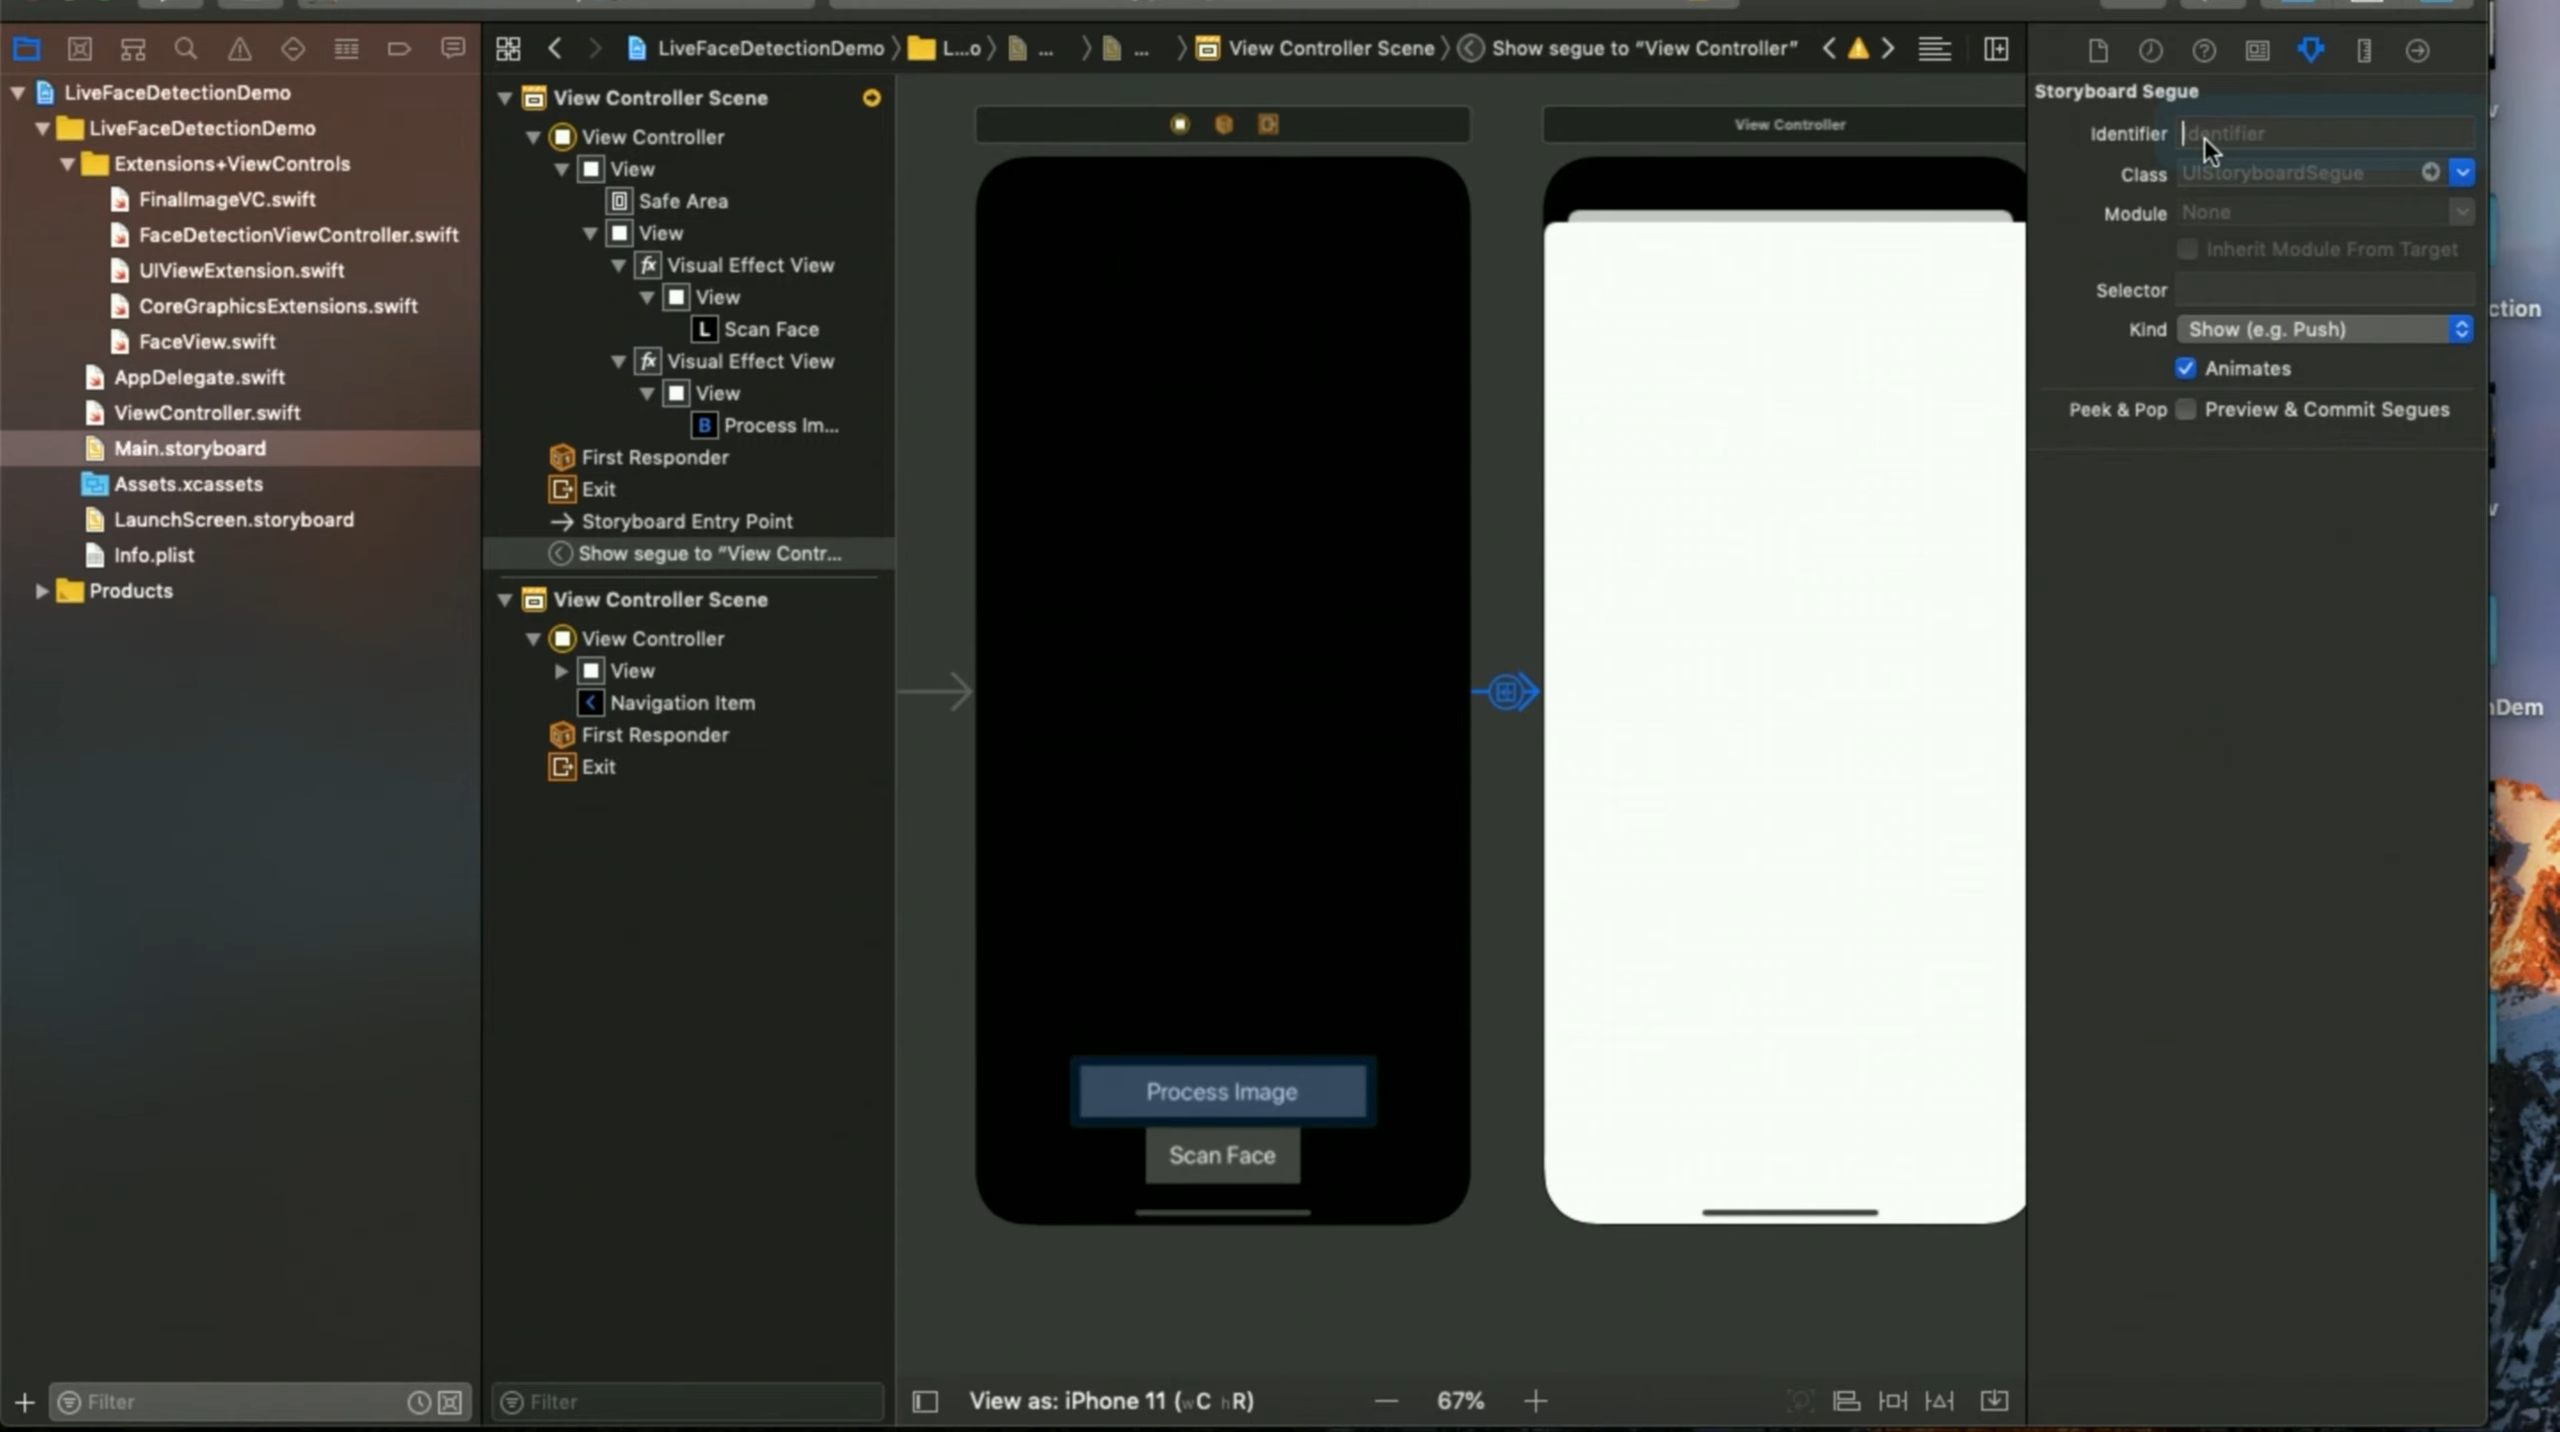 LiveFaceDetectionDemo
LiveFaceDetectionDemo
Extensions+ViewControls
FinalImageVC.swift
FaceDetectionViewController.swift
UIViewExtension.swift
CoreGraphicsExtensions.swift
FaceView.swift
AppDelegate.swift
ViewController.swift
Main.storyboard
Assets.xcassets
LaunchScreen.storyboard
Info.plist
Products
Filter
LiveFaceDetectionDemo
L...o
...
...
View Controller Scene
Show segue to “View Controller”
View Controller Scene
View Controller
View
Safe Area
View
fx Visual Effect View
View
L Scan Face
fx Visual Effect View
View
B Process Im...
First Responder
Exit
Storyboard Entry Point
Show segue to “View Contr...
View Controller Scene
View Controller
View
Navigation Item
First Responder
Exit
Filter
View Controller
Process Image
Scan Face
View as: iPhone 11 (wC hR)
67%
Storyboard Segue
Identifier
Class UIStoryboardSegue
Module None
Inherit Module From Target
Selector
Kind Show (e.g. Push)
Animates
Peek & Pop Preview & Commit Segues